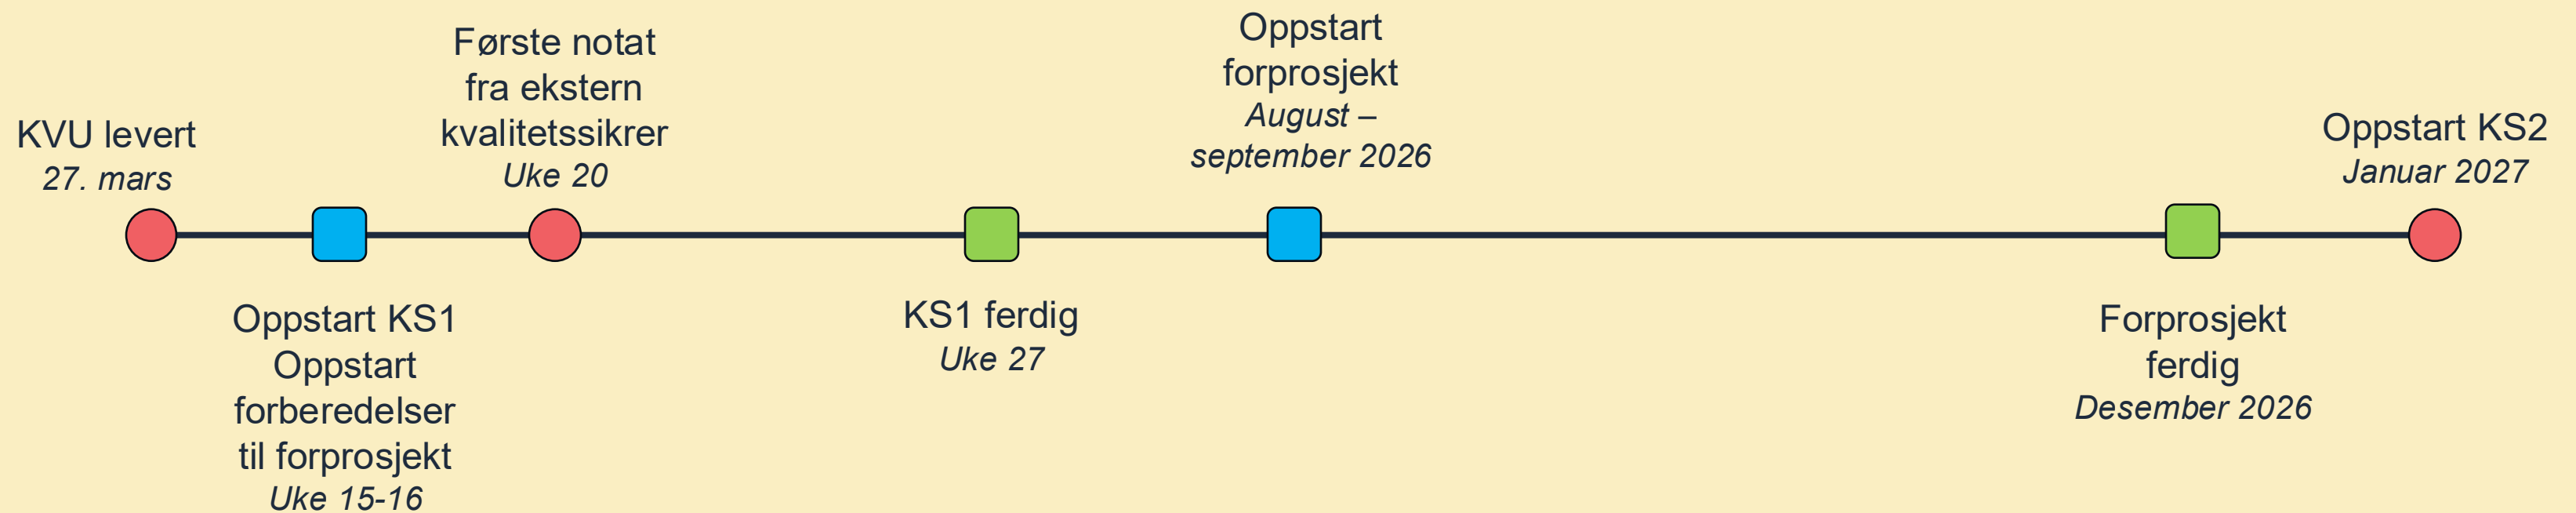 KVU levert
27. mars
Oppstart KS1
Oppstart
forberedelser
til forprosjekt
Uke 15-16
Første notat
fra ekstern
kvalitetssikrer
Uke 20
KS1 ferdig
Uke 27
Oppstart
forprosjekt
August –
september 2026
Forprosjekt
ferdig
Desember 2026
Oppstart KS2
Januar 2027